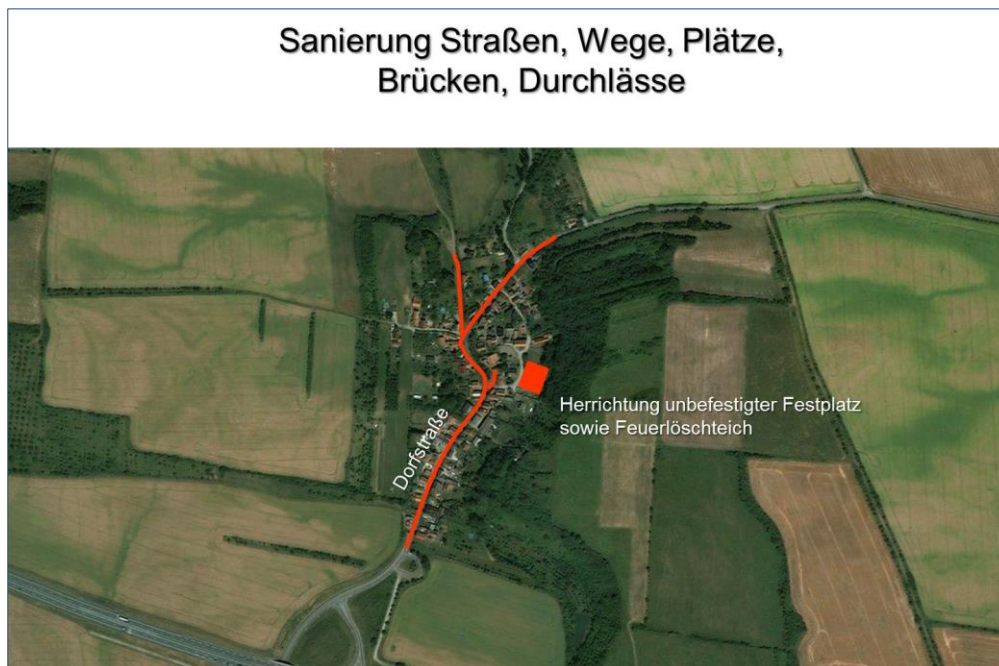 Sanierung Straßen, Wege, Plätze,
Brücken, Durchlässe
Herrichtung unbefestigter Festplatz
sowie Feuerlöschteich
Dorfstraße